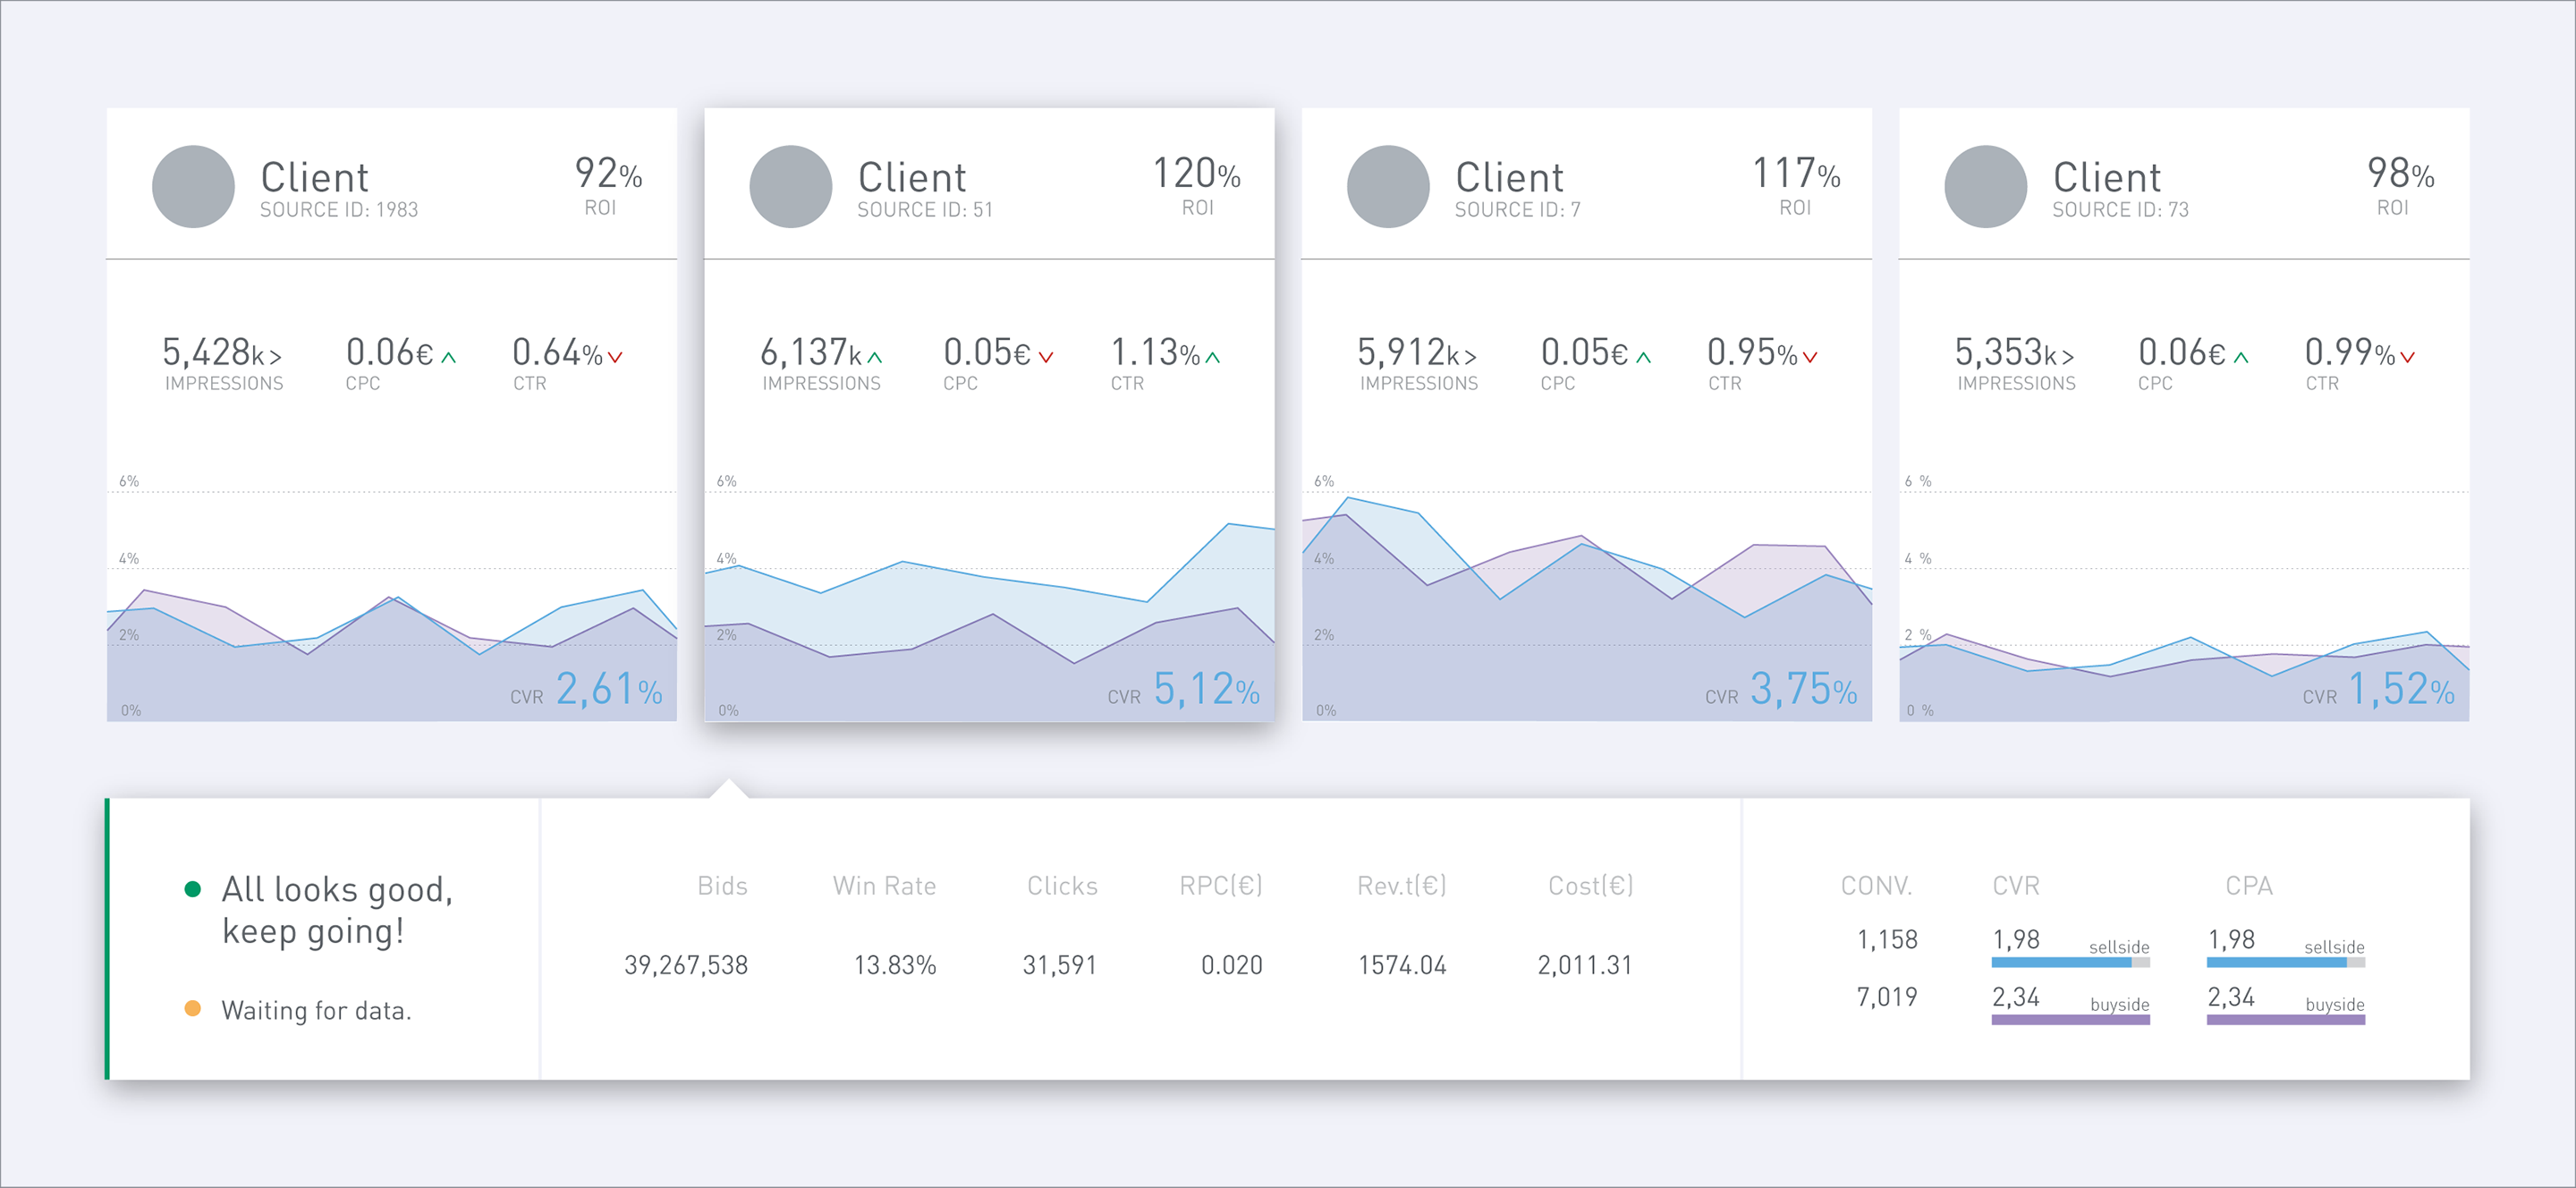 Client
SOURCE ID: 1983
92%
ROI
5,428k >
IMPRESSIONS
0.06€
CPC
0.64%
CTR
6%
4%
2%
0%
CVR 2,61%
Client
SOURCE ID: 51
120%
ROI
6,137k
IMPRESSIONS
0.05€
CPC
1.13%
CTR
6%
4%
2%
0%
CVR 5,12%
Client
SOURCE ID: 7
117%
ROI
5,912k >
IMPRESSIONS
0.05€
CPC
0.95%
CTR
6%
4%
2%
0%
CVR 3,75%
Client
SOURCE ID: 73
98%
ROI
5,353k >
IMPRESSIONS
0.06€
CPC
0.99%
CTR
6 %
4 %
2 %
0 %
CVR 1,52%
All looks good,
keep going!
Waiting for data.
Bids Win Rate Clicks RPC(€) Rev.t(€) Cost(€)
39,267,538 13.83% 31,591 0.020 1574.04 2,011.31
CONV. CVR CPA
1,158 1,98 sellside 1,98 sellside
7,019 2,34 buyside 2,34 buyside